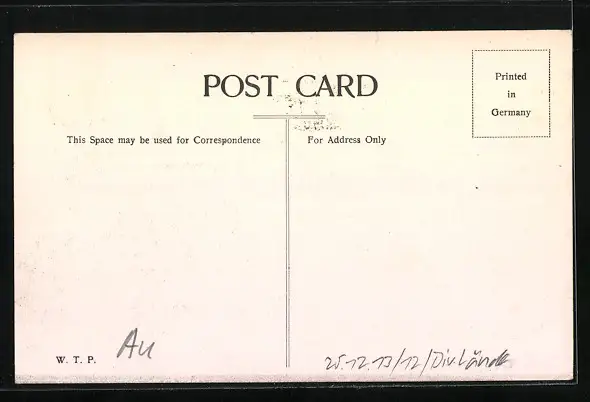 POST CARD
Printed
in
Germany
This Space may be used for Correspondence
For Address Only
W. T. P.
Au
25.12.13/12/Div.Lände